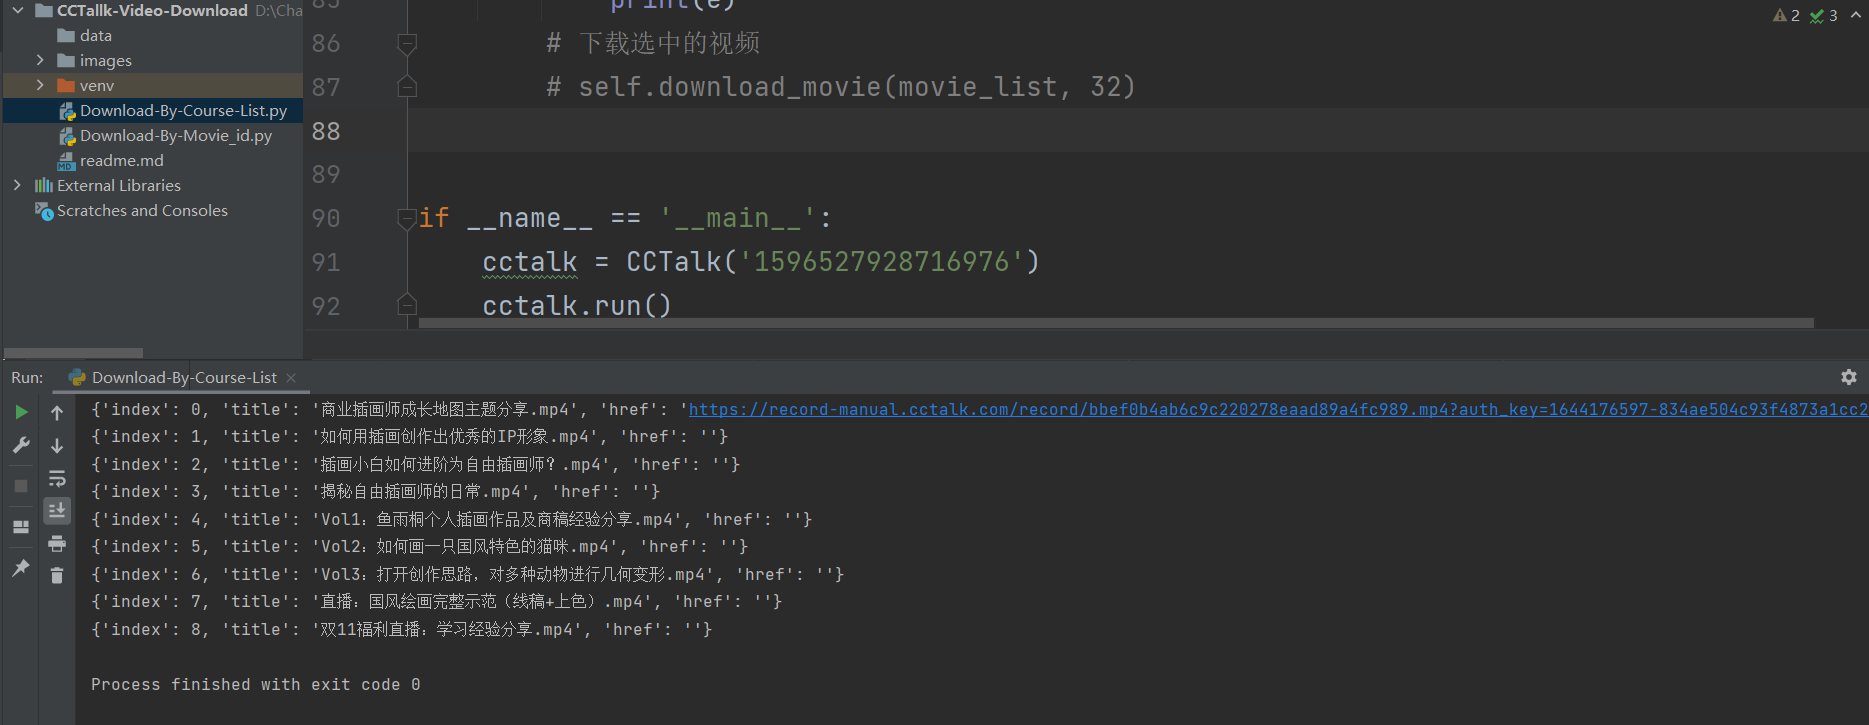 CCTallk-Video-Download D:\Cha
data
images
venv
Download-By-Course-List.py
Download-By-Movie_id.py
readme.md
External Libraries
Scratches and Consoles
85 print(e)
2 3
86 # 下载选中的视频
87 # self.download_movie(movie_list, 32)
88
89
90 if __name__ == '__main__':
91 cctalk = CCTalk('1596527928716976')
92 cctalk.run()
Run: Download-By-Course-List
{'index': 0, 'title': '商业插画师成长地图主题分享.mp4', 'href': 'https://record-manual.cctalk.com/record/bbef0b4ab6c9c220278eaad89a4fc989.mp4?auth_key=1644176597-834ae504c93f4873a1cc2
{'index': 1, 'title': '如何用插画创作出优秀的IP形象.mp4', 'href': ''}
{'index': 2, 'title': '插画小白如何进阶为自由插画师？.mp4', 'href': ''}
{'index': 3, 'title': '揭秘自由插画师的日常.mp4', 'href': ''}
{'index': 4, 'title': 'Vol1：鱼雨桐个人插画作品及商稿经验分享.mp4', 'href': ''}
{'index': 5, 'title': 'Vol2：如何画一只国风特色的猫咪.mp4', 'href': ''}
{'index': 6, 'title': 'Vol3：打开创作思路，对多种动物进行几何变形.mp4', 'href': ''}
{'index': 7, 'title': '直播：国风绘画完整示范（线稿+上色）.mp4', 'href': ''}
{'index': 8, 'title': '双11福利直播：学习经验分享.mp4', 'href': ''}
Process finished with exit code 0